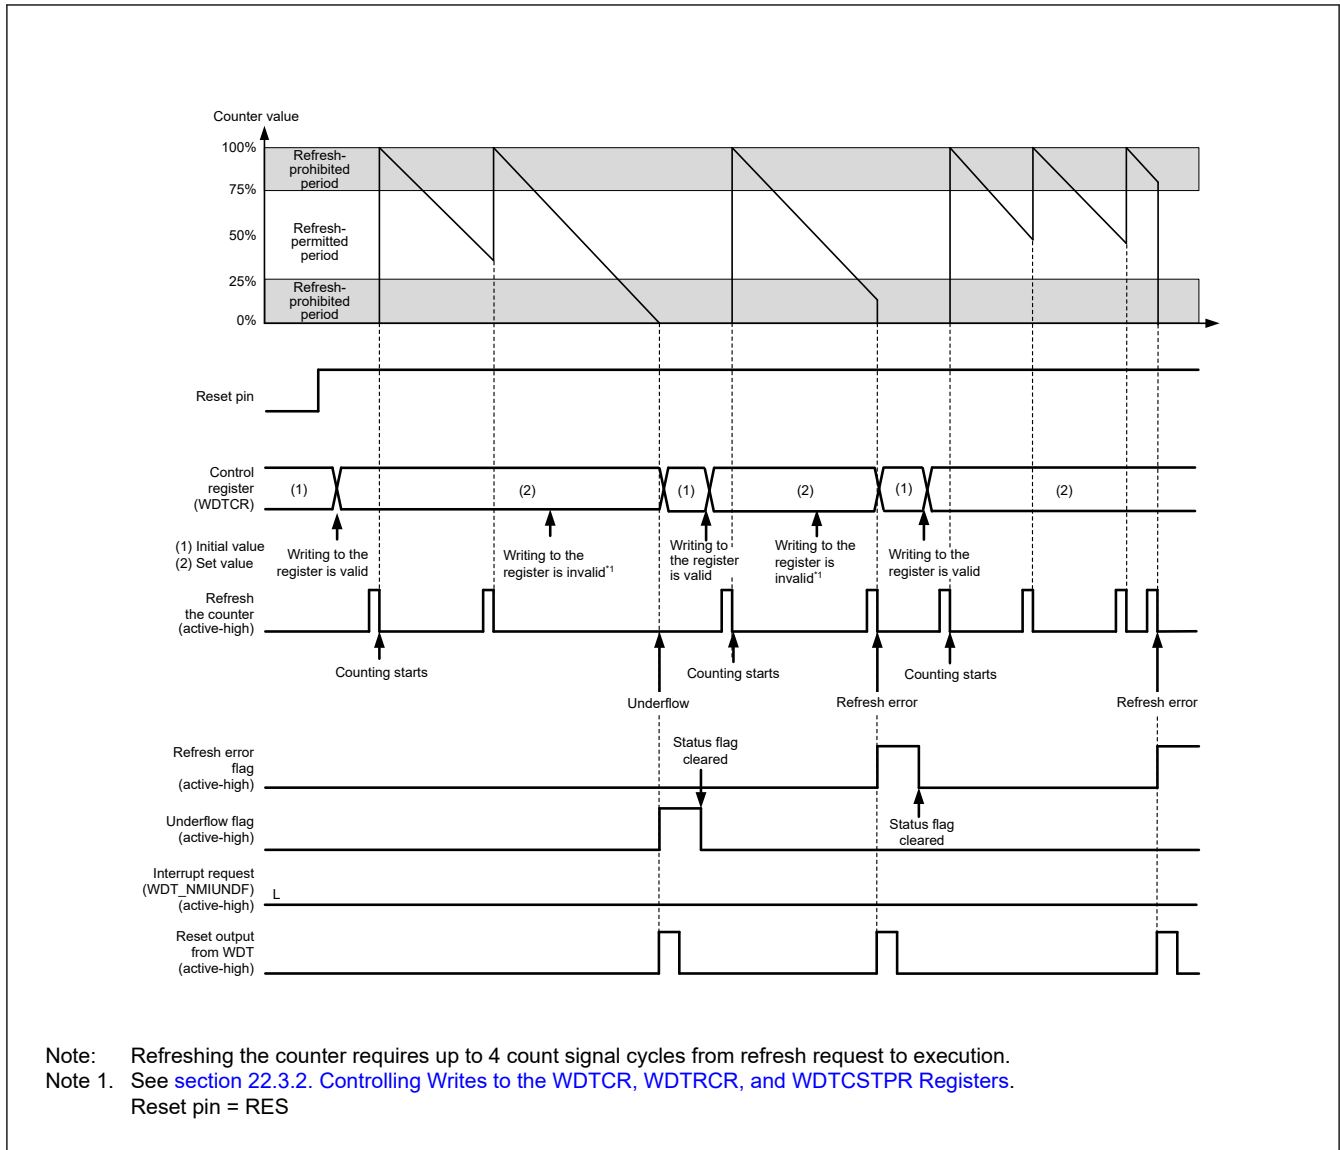 Counter value
100%
Refresh-
prohibited
period
75%
Refresh-
permitted
period
50%
25%
Refresh-
prohibited
period
0%
Reset pin
Control
register
(WDTCR)
(1)
(2)
(1)
(2)
(1)
(2)
(1) Initial value
(2) Set value
Writing to the
register is valid
Writing to the
register is invalid*1
Writing to
the register
is valid
Writing to the
register is
invalid*1
Writing to the
register is valid
Refresh
the counter
(active-high)
Counting starts
Counting starts
Counting starts
Underflow
Refresh error
Refresh error
Refresh error
flag
(active-high)
Status flag
cleared
Underflow flag
(active-high)
Status flag
cleared
Interrupt request
(WDT_NMIUNDF)
(active-high)
L
Reset output
from WDT
(active-high)
Note: Refreshing the counter requires up to 4 count signal cycles from refresh request to execution.
Note 1. See section 22.3.2. Controlling Writes to the WDTCR, WDTRCR, and WDTCSTPR Registers.
Reset pin = RES